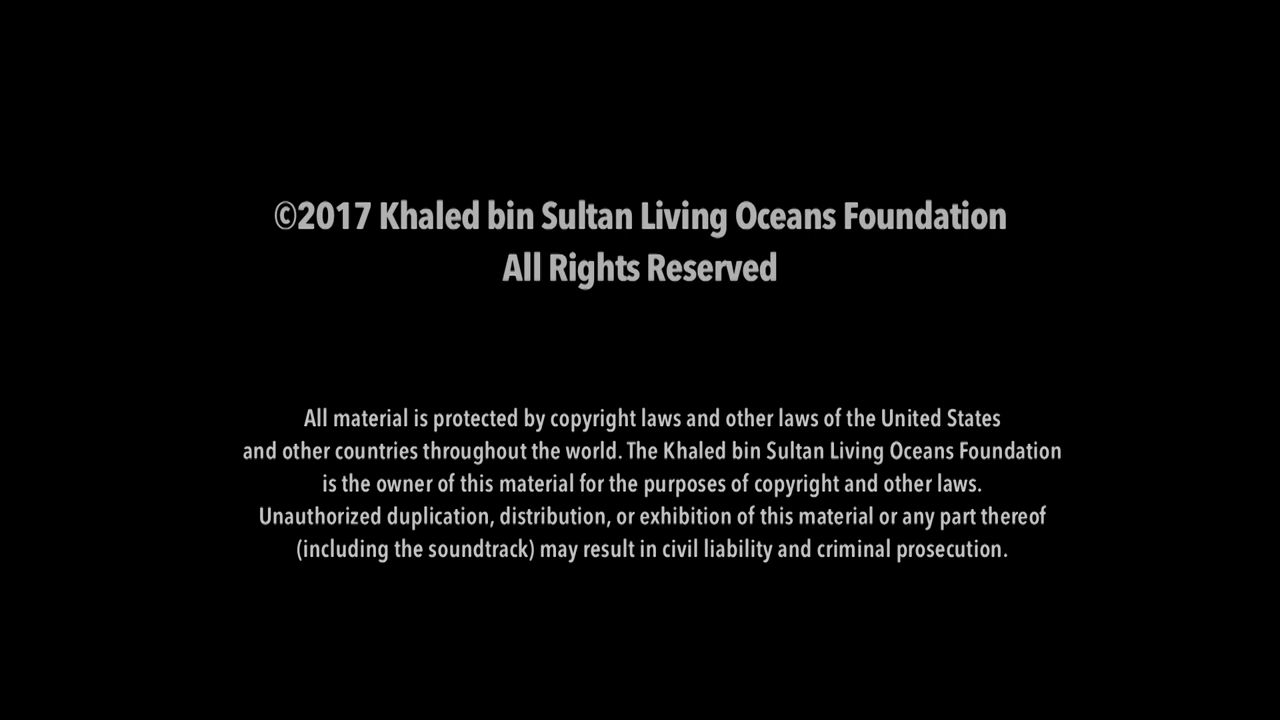 ©2017 Khaled bin Sultan Living Oceans Foundation
All Rights Reserved
All material is protected by copyright laws and other laws of the United States
and other countries throughout the world. The Khaled bin Sultan Living Oceans Foundation
is the owner of this material for the purposes of copyright and other laws.
Unauthorized duplication, distribution, or exhibition of this material or any part thereof
(including the soundtrack) may result in civil liability and criminal prosecution.